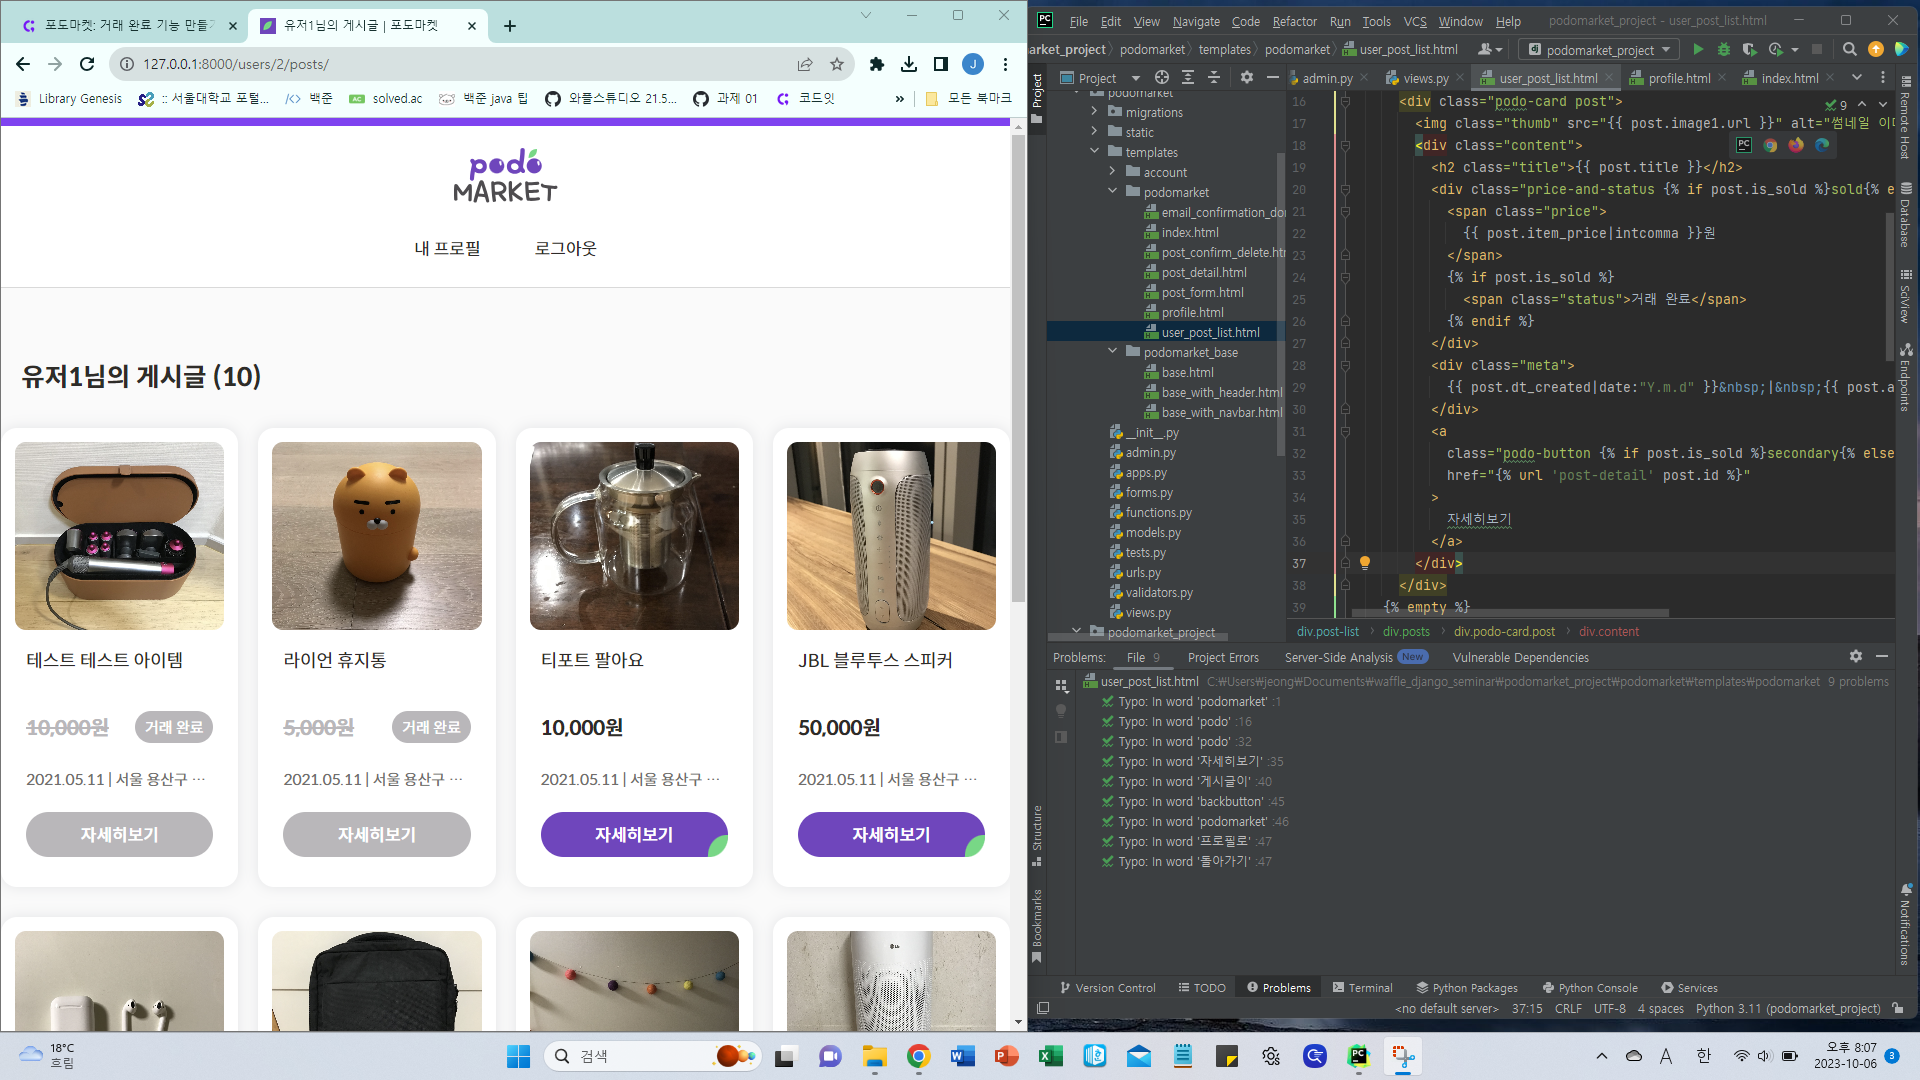 포도마켓: 거래 완료 기능 만들기
유저1님의 게시글 | 포도마켓
127.0.0.1:8000/users/2/posts/
Library Genesis
:: 서울대학교 포털...
백준
solved.ac
백준 java 팁
와플스튜디오 21.5...
과제 01
코드잇
»
모든 북마크
podo
MARKET
내 프로필
로그아웃
유저1님의 게시글 (10)
테스트 테스트 아이템
10,000원
거래 완료
2021.05.11 | 서울 용산구 ...
자세히보기
라이언 휴지통
5,000원
거래 완료
2021.05.11 | 서울 용산구 ...
자세히보기
티포트 팔아요
10,000원
2021.05.11 | 서울 용산구 ...
자세히보기
JBL 블루투스 스피커
50,000원
2021.05.11 | 서울 용산구 ...
자세히보기
File Edit View Navigate Code Refactor Run Tools VCS Window Help
podomarket_project - user_post_list.html
arket_project
podomarket
templates
podomarket
user_post_list.html
podomarket_project
Project
admin.py
views.py
user_post_list.html
profile.html
index.html
podomarket
migrations
static
templates
account
podomarket
email_confirmation_do
index.html
post_confirm_delete.htm
post_detail.html
post_form.html
profile.html
user_post_list.html
podomarket_base
base.html
base_with_header.html
base_with_navbar.html
__init__.py
admin.py
apps.py
forms.py
functions.py
models.py
tests.py
urls.py
validators.py
views.py
podomarket_project
16 <div class="podo-card post">
17 <img class="thumb" src="{{ post.image1.url }}" alt="썸네일 이
18 <div class="content">
19 <h2 class="title">{{ post.title }}</h2>
20 <div class="price-and-status {% if post.is_sold %}sold{% e
21 <span class="price">
22 {{ post.item_price|intcomma }}원
23 </span>
24 {% if post.is_sold %}
25 <span class="status">거래 완료</span>
26 {% endif %}
27 </div>
28 <div class="meta">
29 {{ post.dt_created|date:"Y.m.d" }}&nbsp;|&nbsp;{{ post.a
30 </div>
31 <a
32 class="podo-button {% if post.is_sold %}secondary{% else
33 href="{% url 'post-detail' post.id %}"
34 >
35 자세히보기
36 </a>
37 </div>
38 </div>
39 {% empty %}
9
div.post-list
div.posts
div.podo-card.post
div.content
Problems:
File 9
Project Errors
Server-Side Analysis New
Vulnerable Dependencies
user_post_list.html C:₩Users₩jeong₩Documents₩waffle_django_seminar₩podomarket_project₩podomarket₩templates₩podomarket 9 problems
Typo: In word 'podomarket' :1
Typo: In word 'podo' :16
Typo: In word 'podo' :32
Typo: In word '자세히보기' :35
Typo: In word '게시글이' :40
Typo: In word 'backbutton' :45
Typo: In word 'podomarket' :46
Typo: In word '프로필로' :47
Typo: In word '돌아가기' :47
Project
Structure
Bookmarks
Remote Host
Database
SciView
Endpoints
Notifications
Version Control
TODO
Problems
Terminal
Python Packages
Python Console
Services
<no default server> 37:15 CRLF UTF-8 4 spaces Python 3.11 (podomarket_project)
18°C
흐림
검색
A
한
오후 8:07
2023-10-06
3